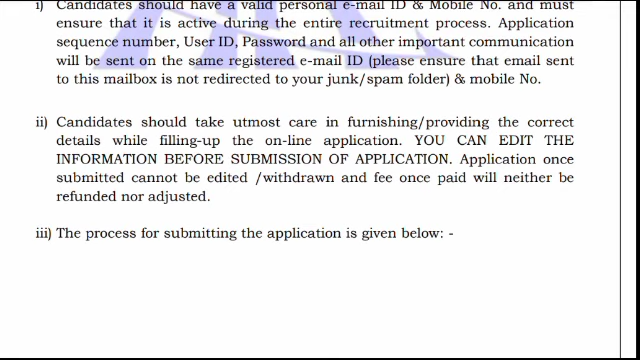 i) Candidates should have a valid personal e-mail ID & Mobile No. and must
ensure that it is active during the entire recruitment process. Application
sequence number, User ID, Password and all other important communication
will be sent on the same registered e-mail ID (please ensure that email sent
to this mailbox is not redirected to your junk/spam folder) & mobile No.
ii) Candidates should take utmost care in furnishing/providing the correct
details while filling-up the on-line application. YOU CAN EDIT THE
INFORMATION BEFORE SUBMISSION OF APPLICATION. Application once
submitted cannot be edited /withdrawn and fee once paid will neither be
refunded nor adjusted.
iii) The process for submitting the application is given below: -